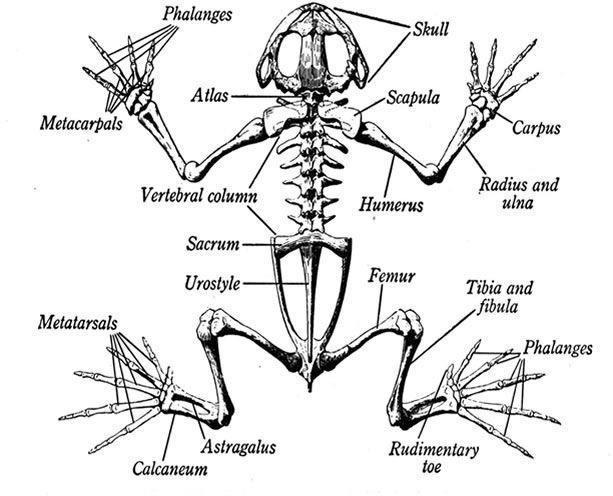 Phalanges
Skull
Atlas
Scapula
Metacarpals
Carpus
Vertebral column
Humerus
Radius and
ulna
Sacrum
Urostyle
Femur
Tibia and
fibula
Metatarsals
Phalanges
Astragalus
Rudimentary
toe
Calcaneum